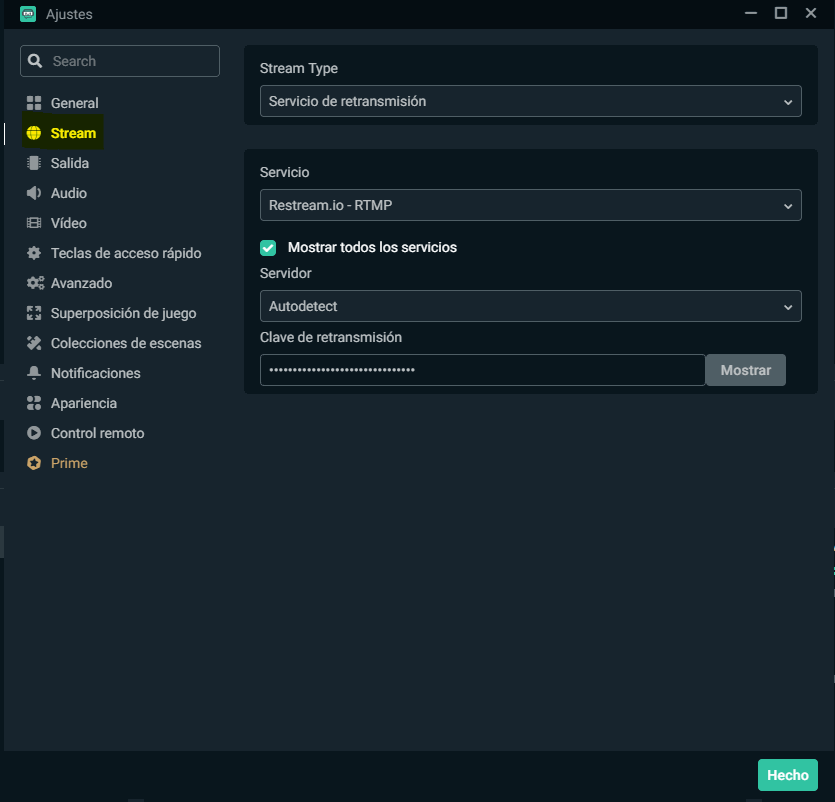 Ajustes
Search
General
Stream
Salida
Audio
Vídeo
Teclas de acceso rápido
Avanzado
Superposición de juego
Colecciones de escenas
Notificaciones
Apariencia
Control remoto
Prime
Stream Type
Servicio de retransmisión
Servicio
Restream.io - RTMP
Mostrar todos los servicios
Servidor
Autodetect
Clave de retransmisión
Mostrar
Hecho